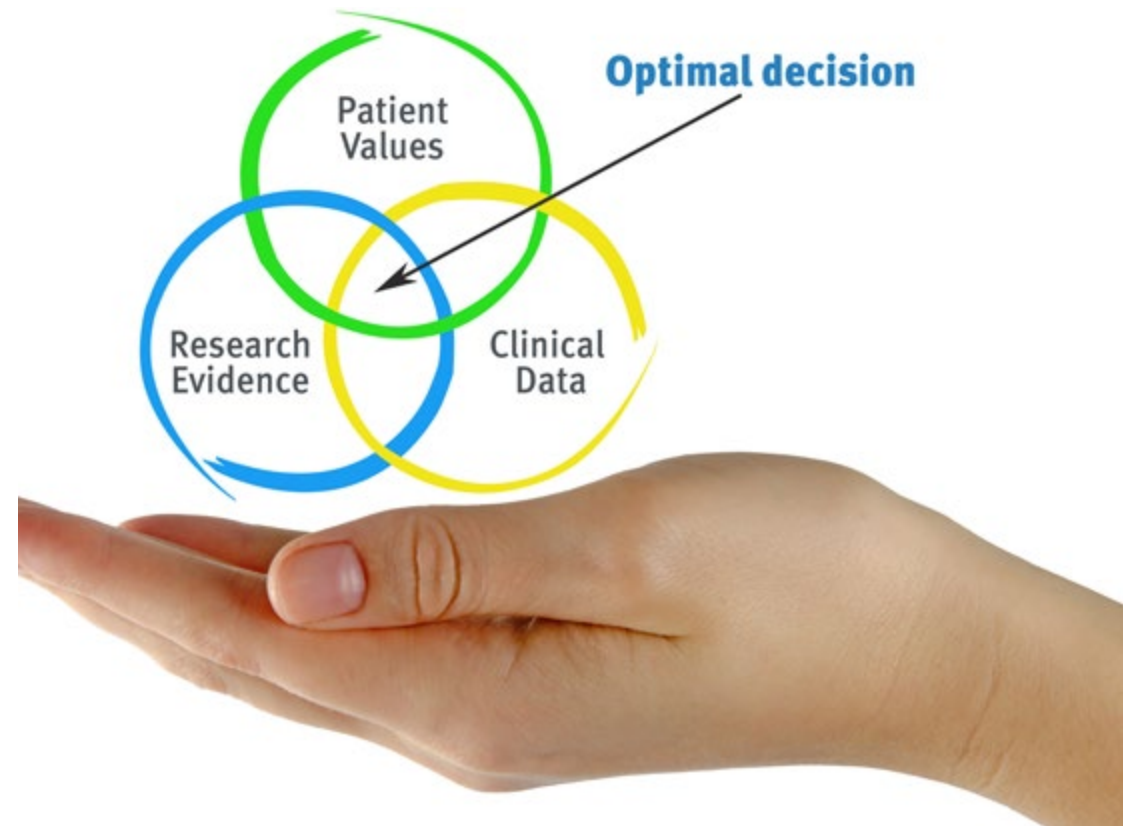 Optimal decision
Patient
Values
Research
Evidence
Clinical
Data